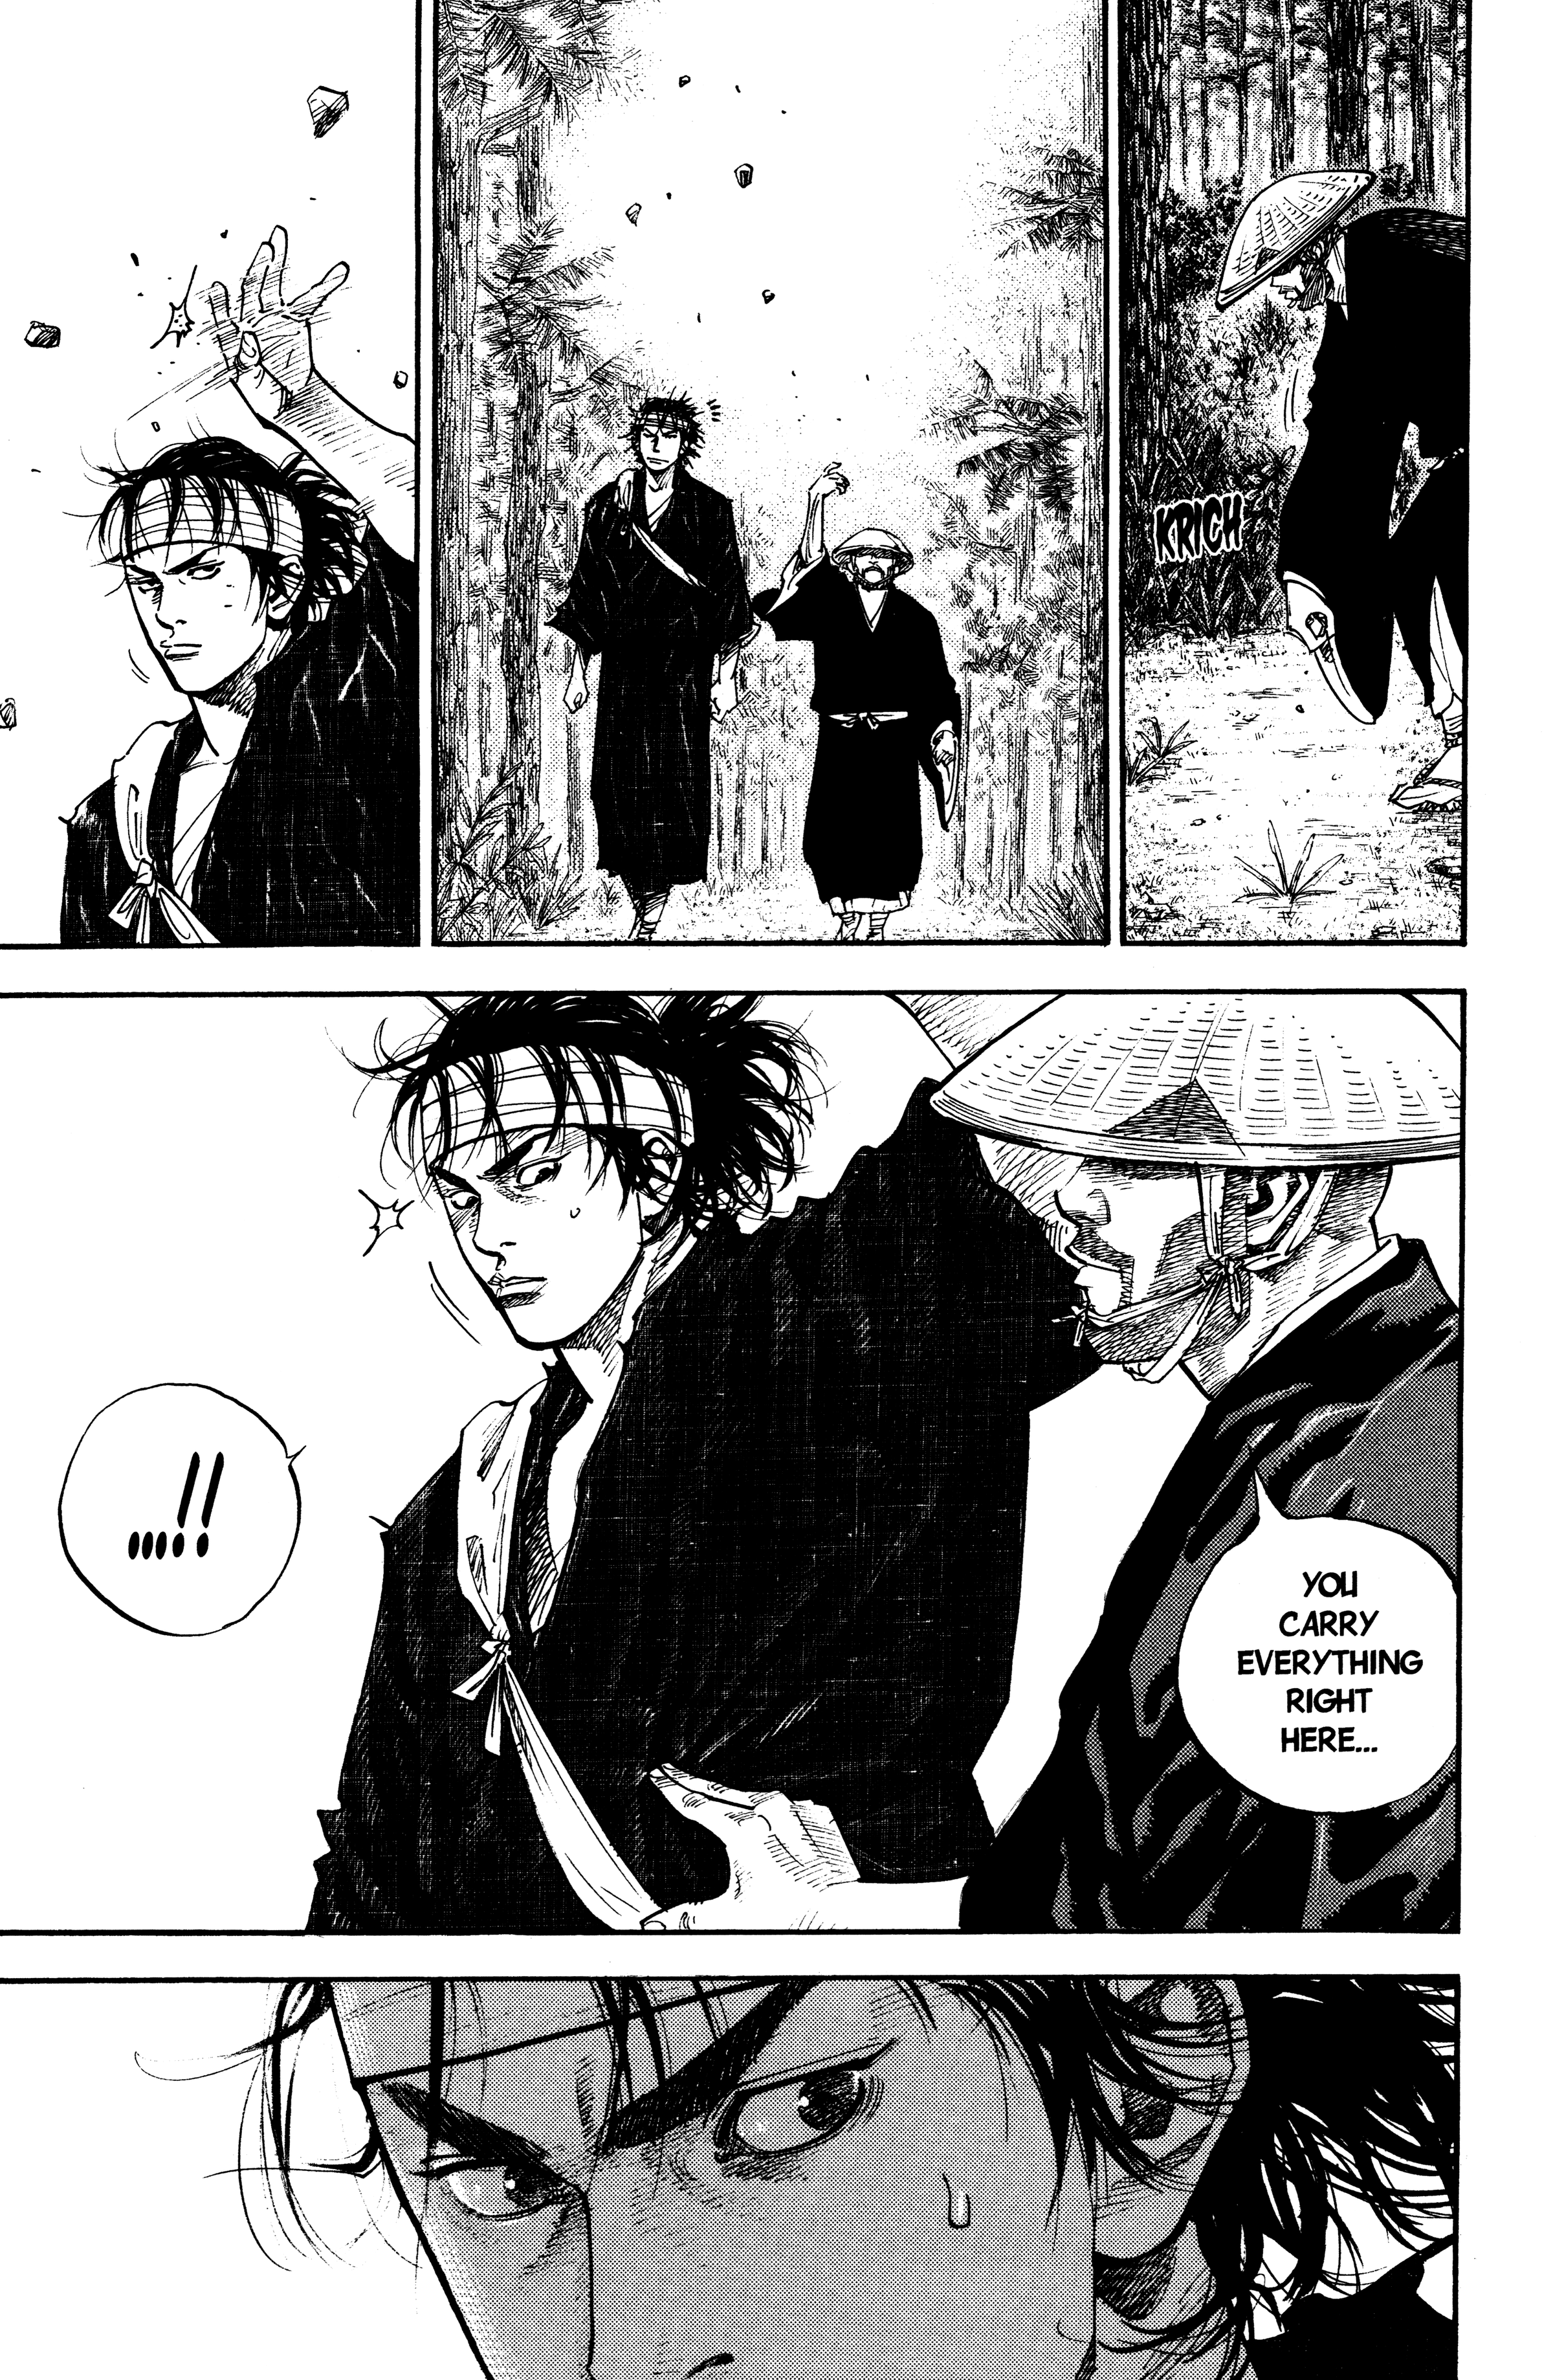 KRICH
YOU
CARRY
EVERYTHING
RIGHT
HERE...
...!!